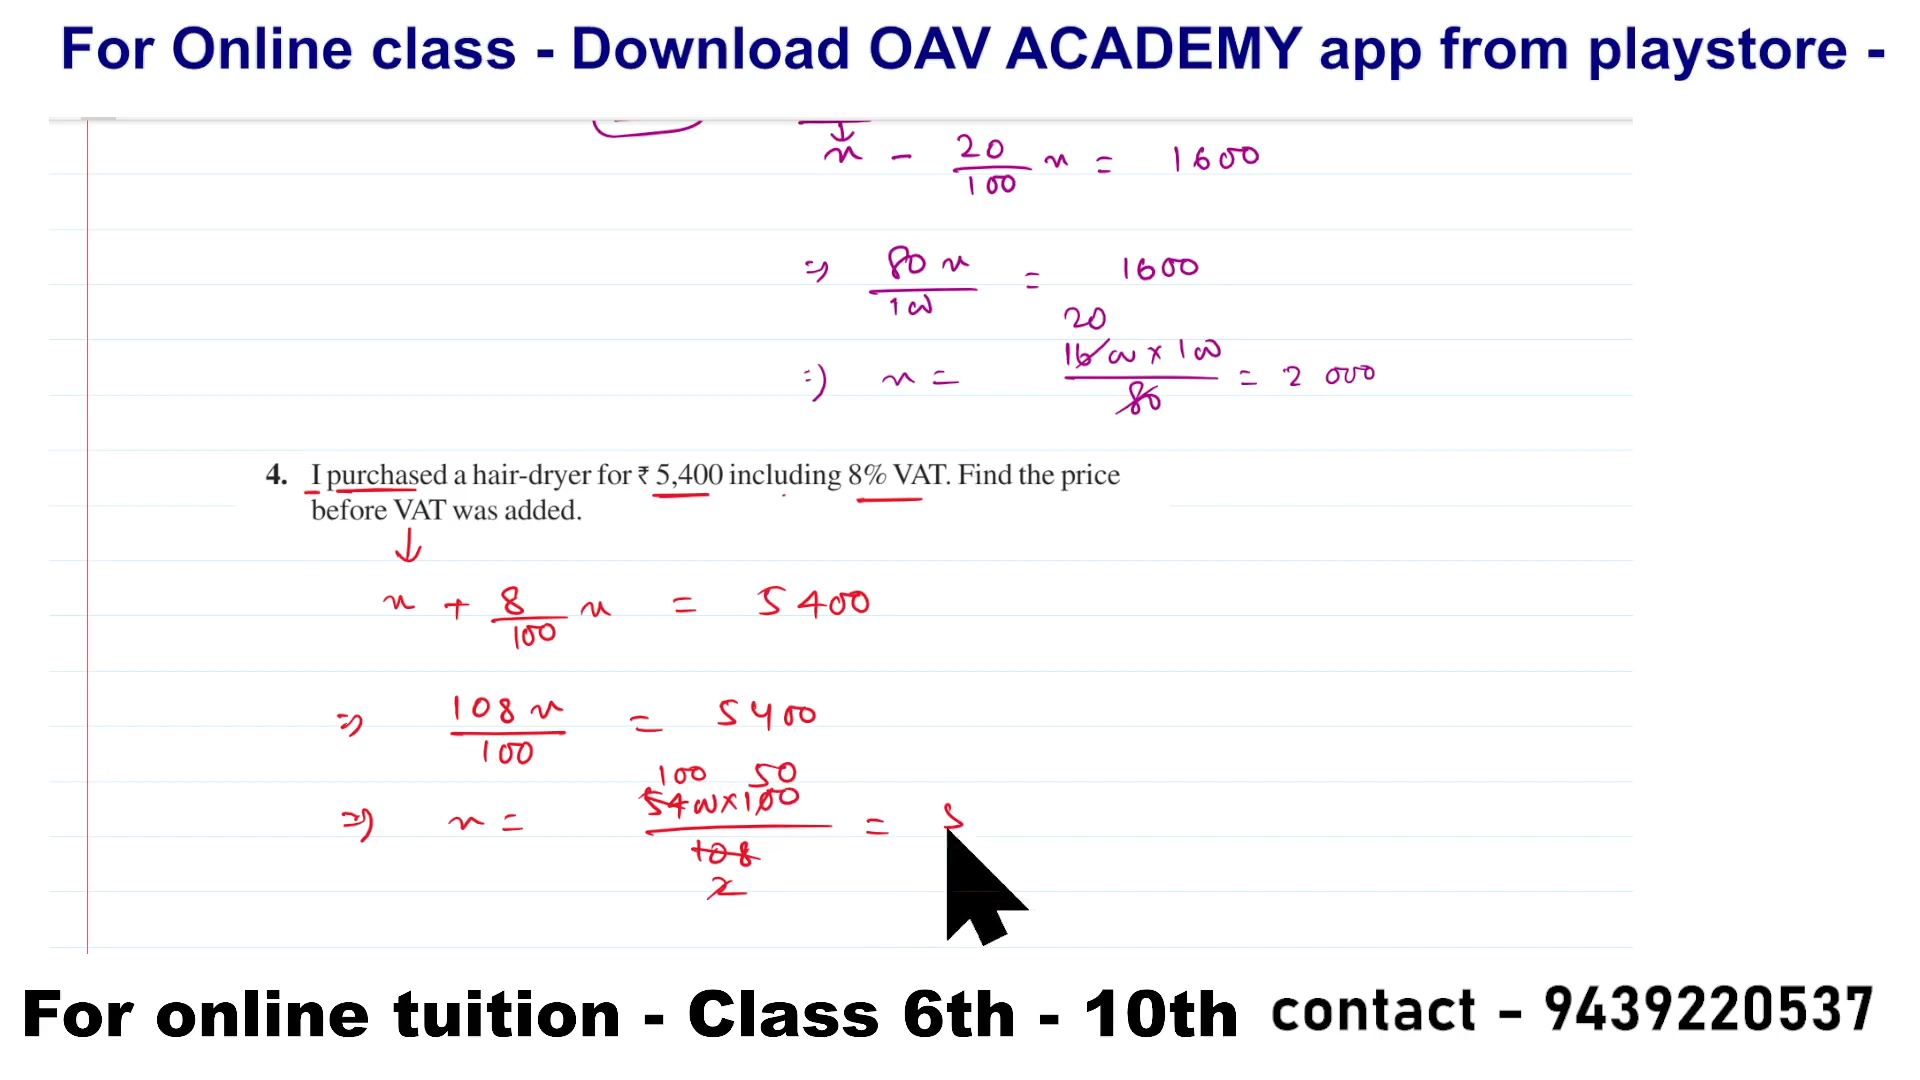 For Online class - Download OAV ACADEMY app from playstore -
x - 20/100 x = 1600
⇒ 80x/100 = 1600
20
⇒ x = 1600 × 100/80 = 2000
4. I purchased a hair-dryer for ₹ 5,400 including 8% VAT. Find the price
before VAT was added.
↓
x + 8/100 x = 5400
⇒ 108x/100 = 5400
100 50
⇒ x = 5400×100/108 = 5
2
For online tuition - Class 6th - 10th contact - 9439220537